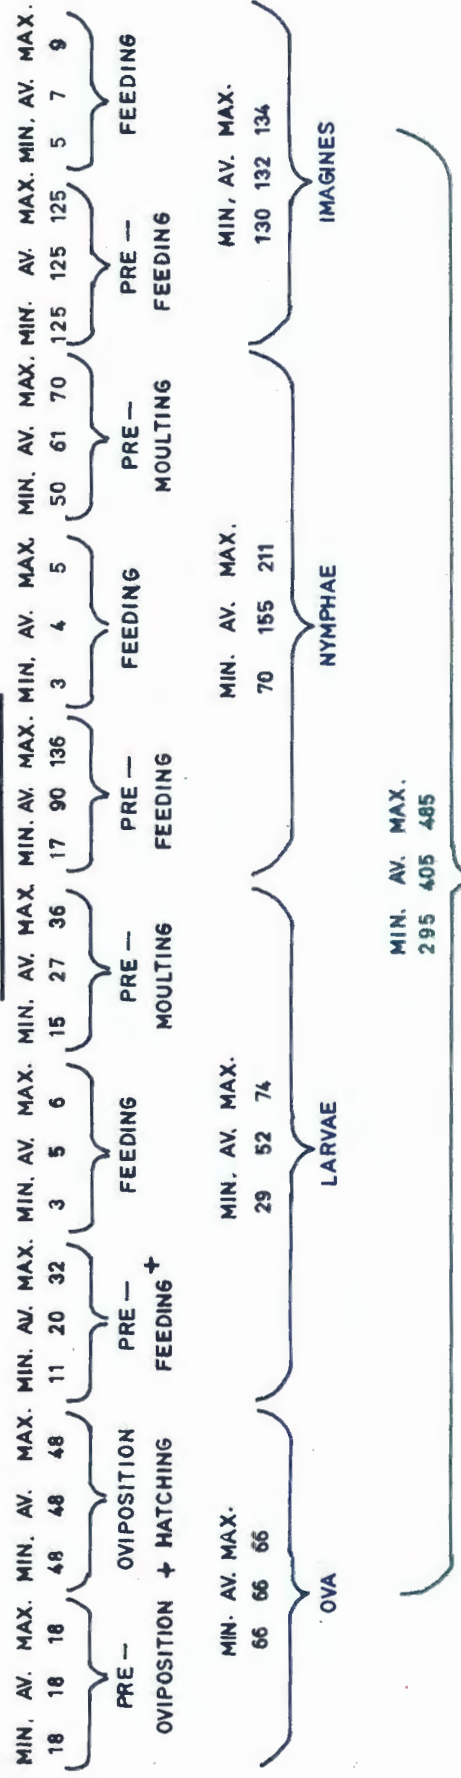 MIN. AV. MAX. MIN. AV. MAX. MIN. AV. MAX. MIN. AV. MAX. MIN. AV. MAX. MIN. AV. MAX. MIN. AV. MAX. MIN. AV. MAX. MIN. AV. MAX. MIN. AV. MAX.
18 18 18 48 48 48 11 20 32 3 5 6 15 27 36 17 90 136 3 4 5 50 61 70 125 125 125 5 7 9
PRE— OVIPOSITION PRE— FEEDING PRE— PRE— FEEDING PRE— PRE— FEEDING
OVIPOSITION + HATCHING FEEDING+ MOULTING FEEDING MOULTING FEEDING
MIN. AV. MAX. MIN. AV. MAX. MIN. AV. MAX. MIN, AV. MAX.
66 66 66 29 52 74 70 155 211 130 132 134
OVA LARVAE NYMPHAE IMAGINES
MIN. AV. MAX.
295 405 485